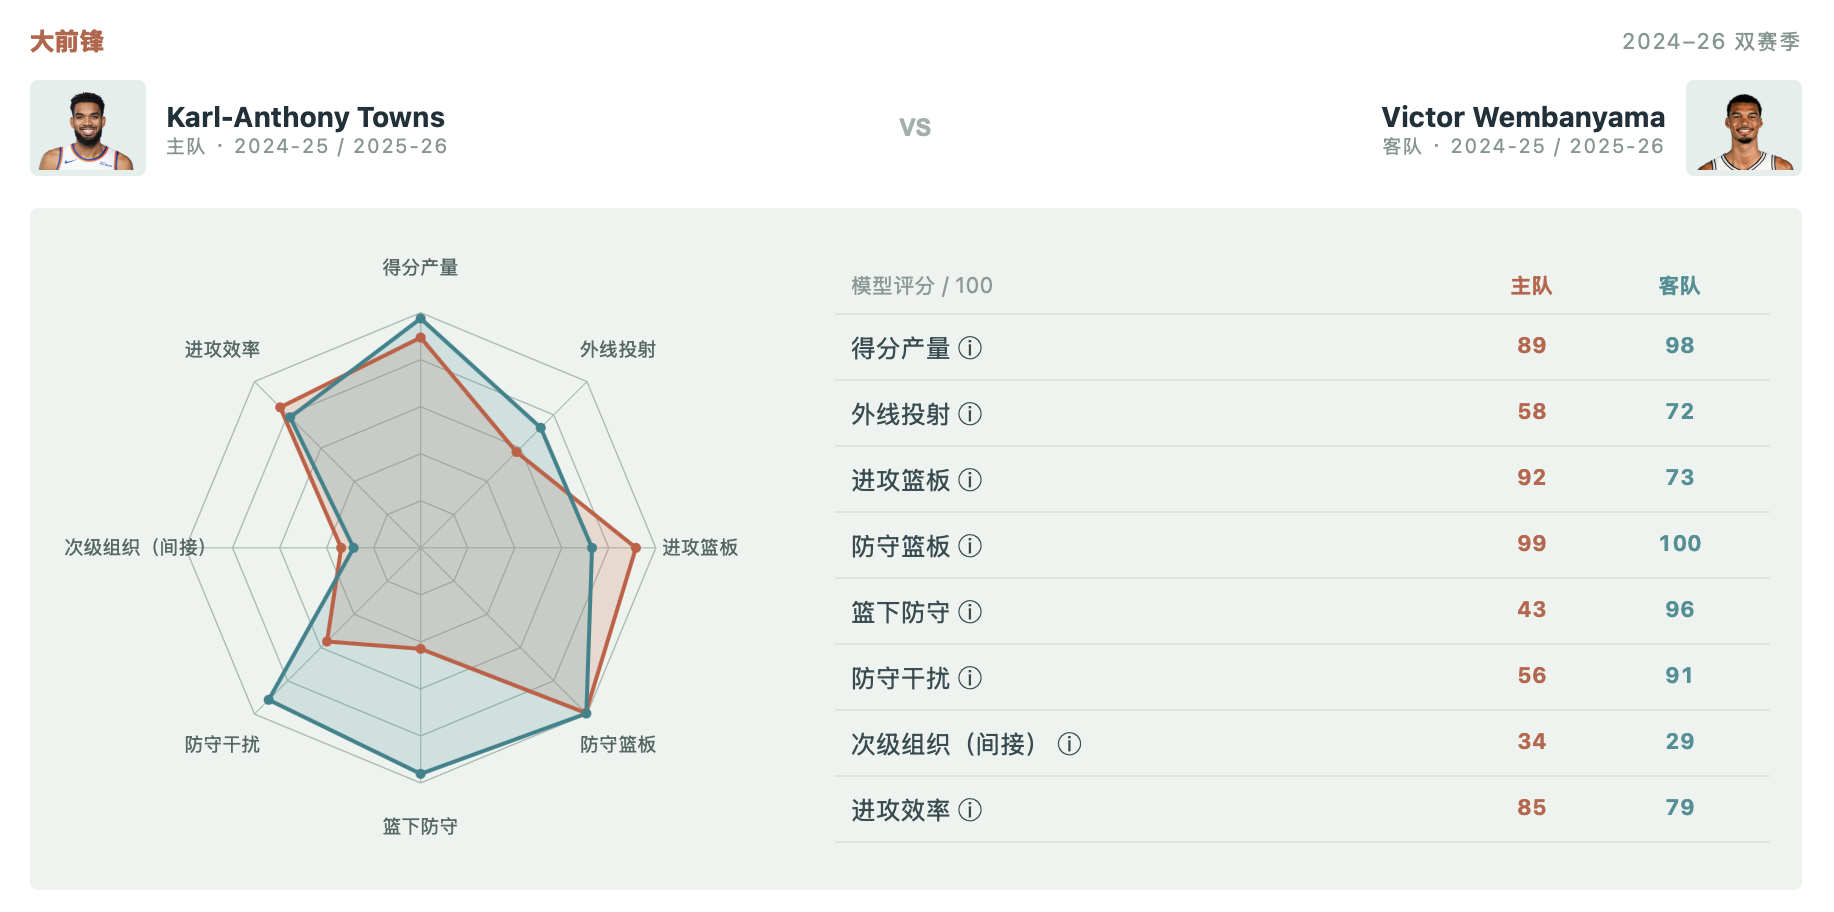 大前锋
2024–26 双赛季
Karl-Anthony Towns
主队 · 2024-25 / 2025-26
VS
Victor Wembanyama
客队 · 2024-25 / 2025-26
得分产量
进攻效率
外线投射
次级组织（间接）
进攻篮板
防守干扰
防守篮板
篮下防守
模型评分 / 100 主队 客队
得分产量 ⓘ 89 98
外线投射 ⓘ 58 72
进攻篮板 ⓘ 92 73
防守篮板 ⓘ 99 100
篮下防守 ⓘ 43 96
防守干扰 ⓘ 56 91
次级组织（间接） ⓘ 34 29
进攻效率 ⓘ 85 79